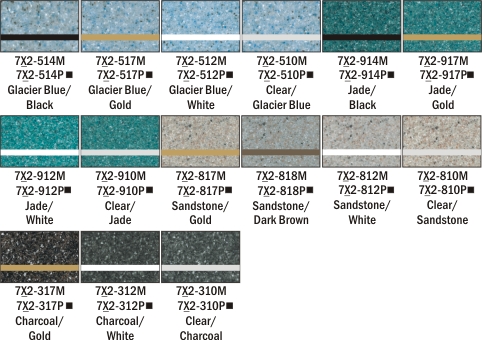 7X2-514M
7X2-514P■
Glacier Blue/
Black
7X2-517M
7X2-517P■
Glacier Blue/
Gold
7X2-512M
7X2-512P■
Glacier Blue/
White
7X2-510M
7X2-510P■
Clear/
Glacier Blue
7X2-914M
7X2-914P■
Jade/
Black
7X2-917M
7X2-917P■
Jade/
Gold
7X2-912M
7X2-912P■
Jade/
White
7X2-910M
7X2-910P■
Clear/
Jade
7X2-817M
7X2-817P■
Sandstone/
Gold
7X2-818M
7X2-818P■
Sandstone/
Dark Brown
7X2-812M
7X2-812P■
Sandstone/
White
7X2-810M
7X2-810P■
Clear/
Sandstone
7X2-317M
7X2-317P■
Charcoal/
Gold
7X2-312M
7X2-312P■
Charcoal/
White
7X2-310M
7X2-310P■
Clear/
Charcoal